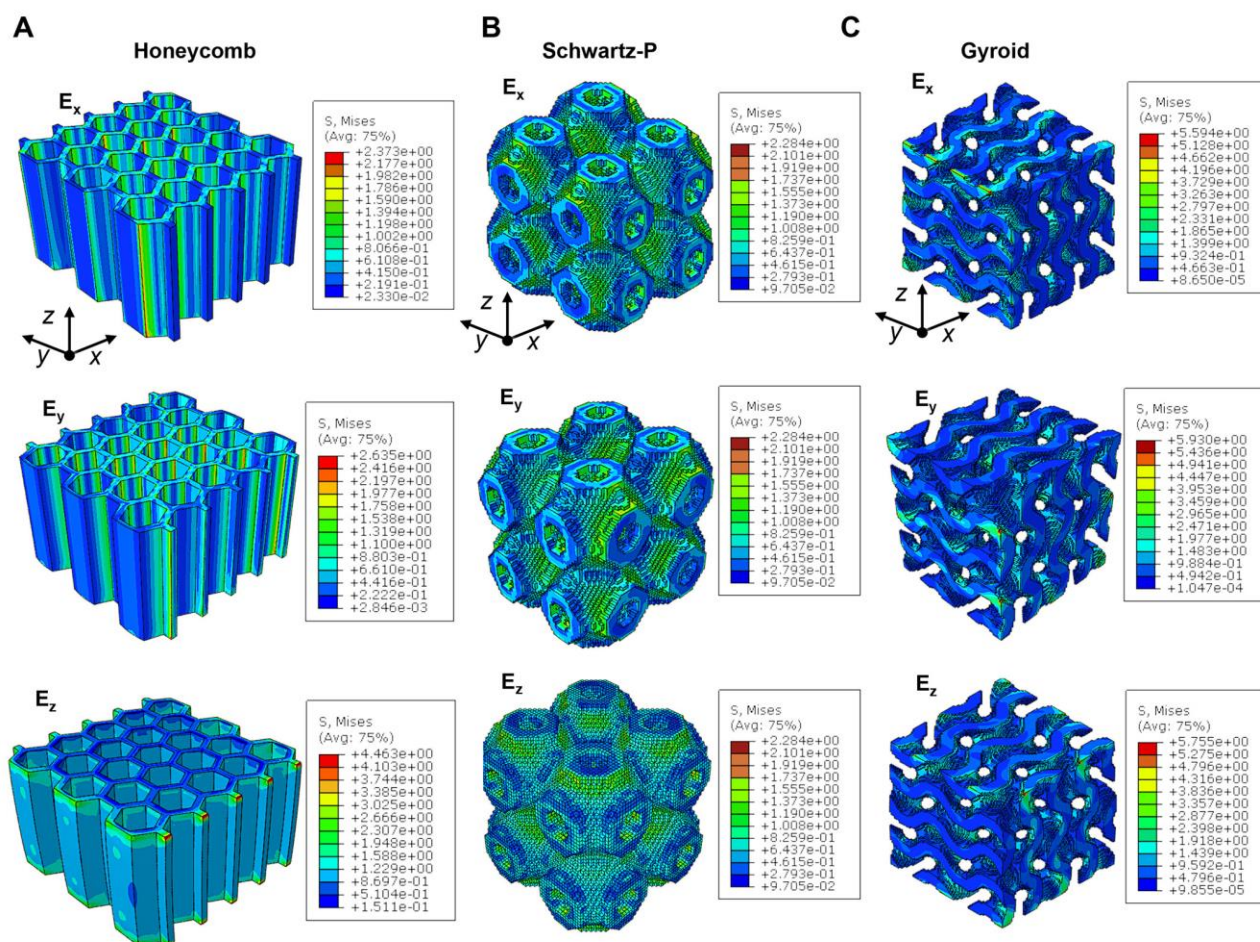 A
Honeycomb
B
Schwartz-P
C
Gyroid
Ex
S, Mises
(Avg: 75%)
+2.373e+00
+2.177e+00
+1.982e+00
+1.786e+00
+1.590e+00
+1.394e+00
+1.198e+00
+1.002e+00
+8.066e-01
+6.108e-01
+4.150e-01
+2.191e-01
+2.330e-02
z
y
x
Ex
S, Mises
(Avg: 75%)
+2.284e+00
+2.101e+00
+1.919e+00
+1.737e+00
+1.555e+00
+1.373e+00
+1.190e+00
+1.008e+00
+8.259e-01
+6.437e-01
+4.615e-01
+2.793e-01
+9.705e-02
z
y
x
Ex
S, Mises
(Avg: 75%)
+5.594e+00
+5.128e+00
+4.662e+00
+4.196e+00
+3.729e+00
+3.263e+00
+2.797e+00
+2.331e+00
+1.865e+00
+1.399e+00
+9.324e-01
+4.663e-01
+8.650e-05
z
y
x
Ey
S, Mises
(Avg: 75%)
+2.635e+00
+2.416e+00
+2.197e+00
+1.977e+00
+1.758e+00
+1.538e+00
+1.319e+00
+1.100e+00
+8.803e-01
+6.610e-01
+4.416e-01
+2.222e-01
+2.846e-03
Ey
S, Mises
(Avg: 75%)
+2.284e+00
+2.101e+00
+1.919e+00
+1.737e+00
+1.555e+00
+1.373e+00
+1.190e+00
+1.008e+00
+8.259e-01
+6.437e-01
+4.615e-01
+2.793e-01
+9.705e-02
Ey
S, Mises
(Avg: 75%)
+5.930e+00
+5.436e+00
+4.941e+00
+4.447e+00
+3.953e+00
+3.459e+00
+2.965e+00
+2.471e+00
+1.977e+00
+1.483e+00
+9.884e-01
+4.942e-01
+1.047e-04
Ez
S, Mises
(Avg: 75%)
+4.463e+00
+4.103e+00
+3.744e+00
+3.385e+00
+3.025e+00
+2.666e+00
+2.307e+00
+1.948e+00
+1.588e+00
+1.229e+00
+8.697e-01
+5.104e-01
+1.511e-01
Ez
S, Mises
(Avg: 75%)
+2.284e+00
+2.101e+00
+1.919e+00
+1.737e+00
+1.555e+00
+1.373e+00
+1.190e+00
+1.008e+00
+8.259e-01
+6.437e-01
+4.615e-01
+2.793e-01
+9.705e-02
Ez
S, Mises
(Avg: 75%)
+5.755e+00
+5.275e+00
+4.796e+00
+4.316e+00
+3.836e+00
+3.357e+00
+2.877e+00
+2.398e+00
+1.918e+00
+1.439e+00
+9.592e-01
+4.796e-01
+9.855e-05